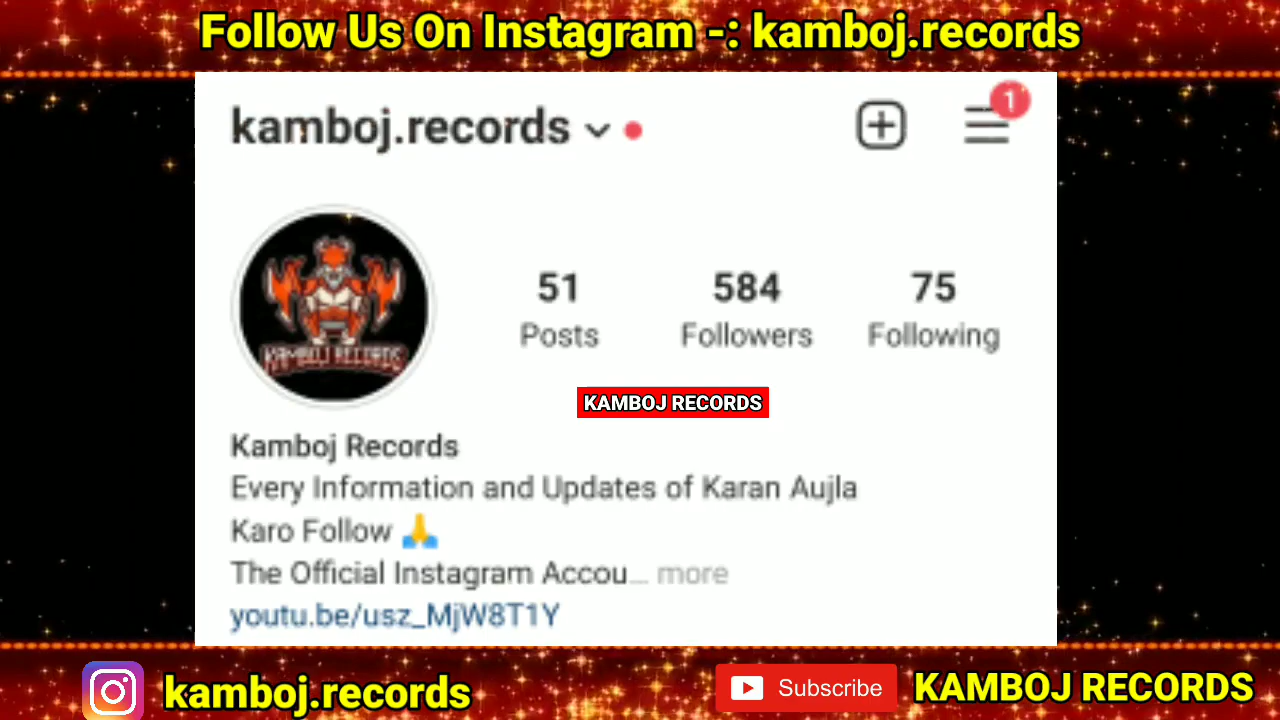 Follow Us On Instagram -: kamboj.records
kamboj.records
1
KAMBOJ RECORDS
51 584 75
Posts Followers Following
KAMBOJ RECORDS
Kamboj Records
Every Information and Updates of Karan Aujla
Karo Follow 🙏
The Official Instagram Accou... more
youtu.be/usz_MjW8T1Y
kamboj.records
Subscribe
KAMBOJ RECORDS